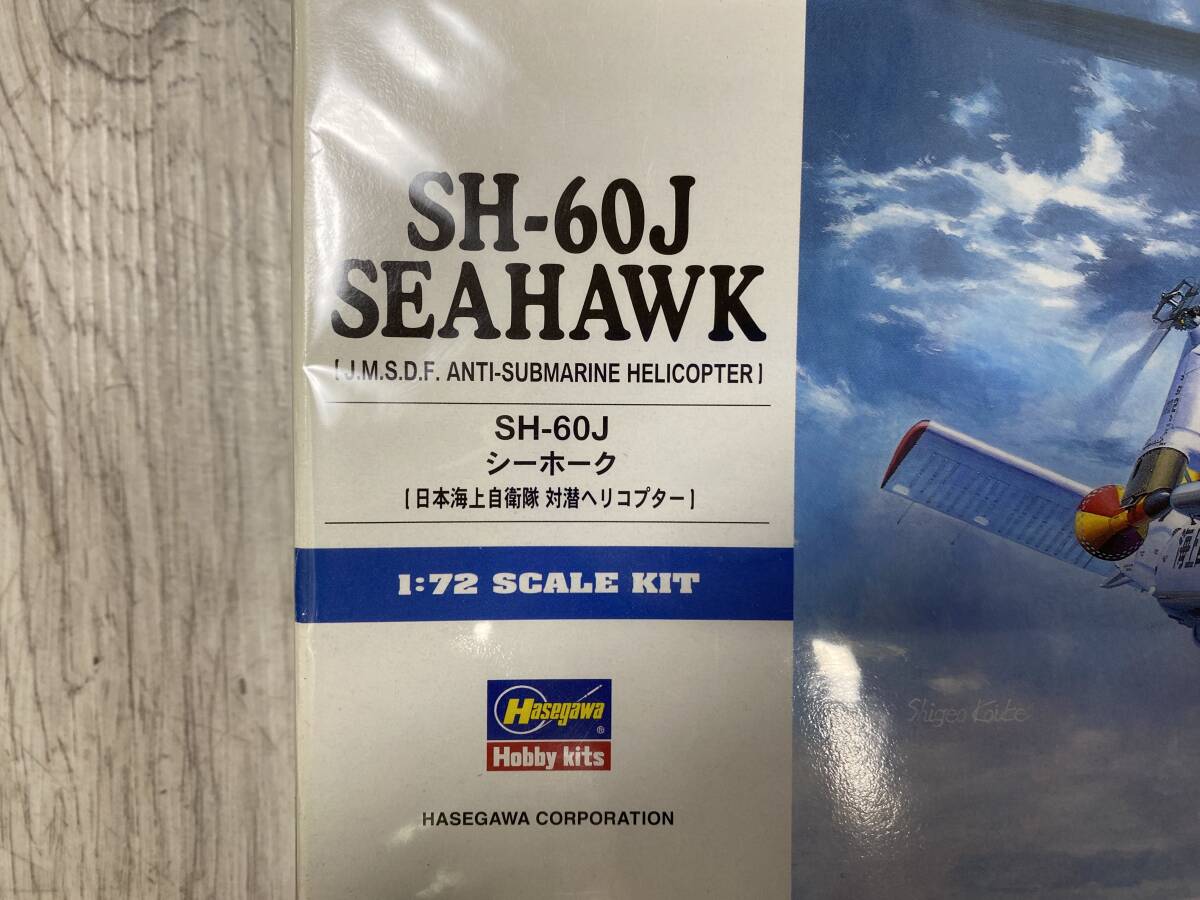 SH-60J
SEAHAWK
[J.M.S.D.F. ANTI-SUBMARINE HELICOPTER]
SH-60J
シーホーク
[日本海上自衛隊 対潜ヘリコプター]
1:72 SCALE KIT
Hasegawa®
Hobby kits
HASEGAWA CORPORATION
Shigeo Koike